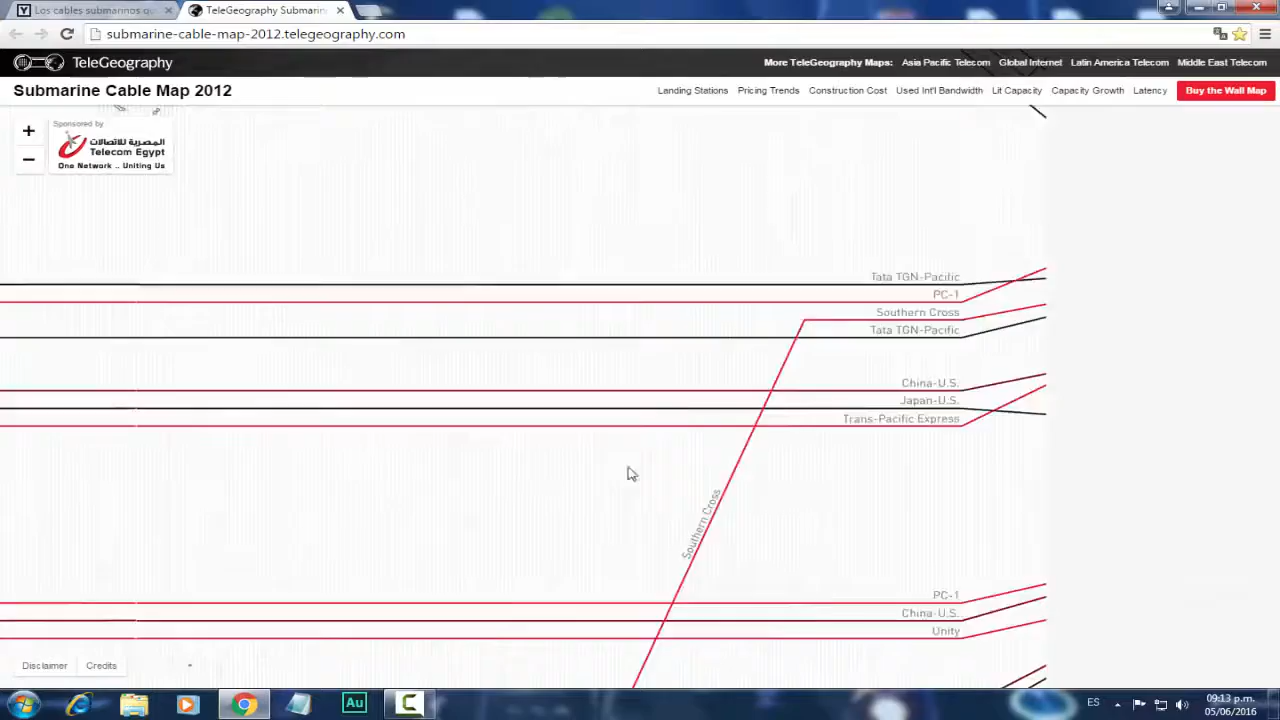 Los cables submarinos qu
TeleGeography Submarin
submarine-cable-map-2012.telegeography.com
TeleGeography
More TeleGeography Maps: Asia Pacific Telecom Global Internet Latin America Telecom Middle East Telecom
Submarine Cable Map 2012
Landing Stations Pricing Trends Construction Cost Used Int'l Bandwidth Lit Capacity Capacity Growth Latency Buy the Wall Map
+
−
Sponsored by
المصرية للاتصالات
Telecom Egypt
One Network .. Uniting Us
Tata TGN-Pacific
PC-1
Southern Cross
Tata TGN-Pacific
China-U.S.
Japan-U.S.
Trans-Pacific Express
Southern Cross
PC-1
China-U.S.
Unity
Disclaimer Credits
Au
ES
09:13 p.m.
05/06/2016